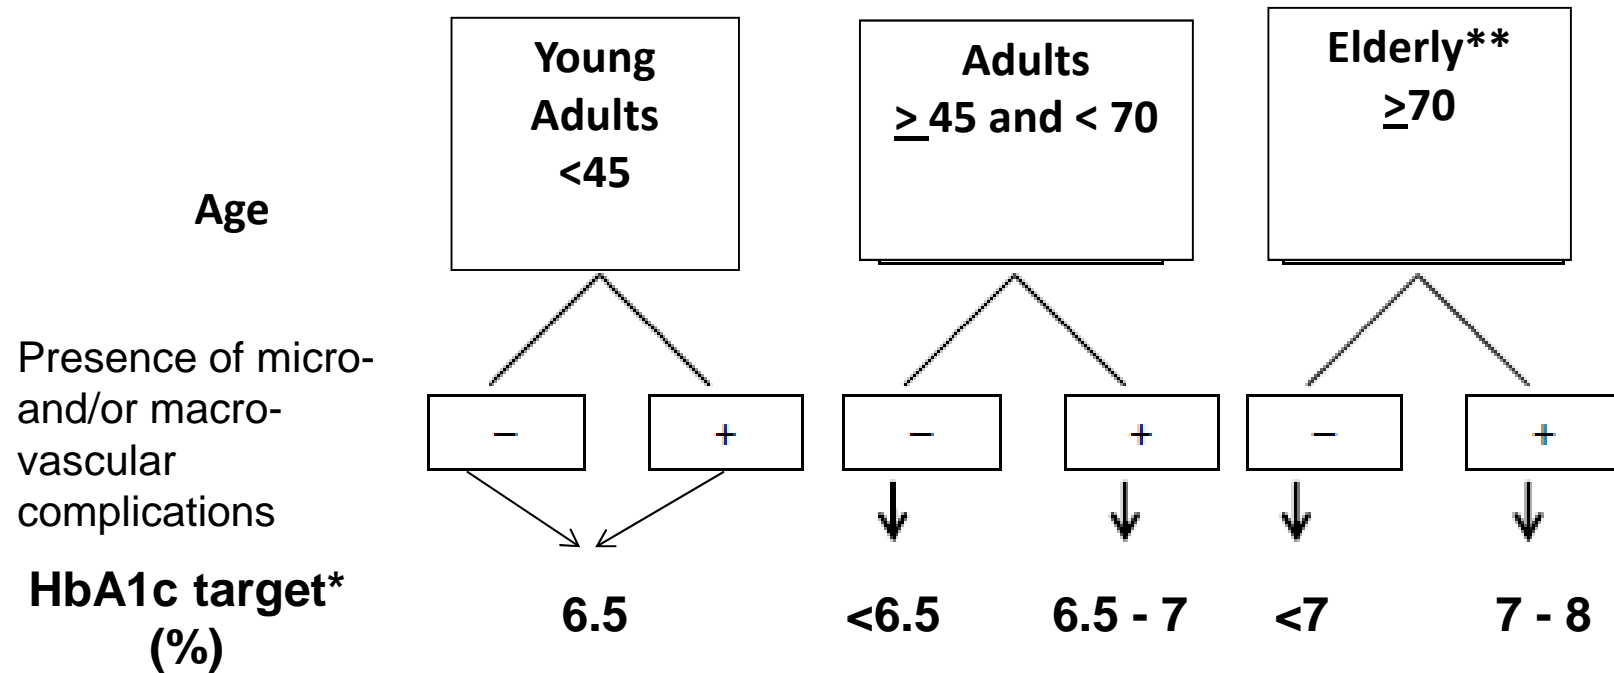 Young
Adults
<45
Adults
≥ 45 and < 70
Elderly**
≥70
Age
Presence of micro-
and/or macro-
vascular
complications
− + − + − +
HbA1c target*
(%)
6.5 <6.5 6.5 - 7 <7 7 - 8